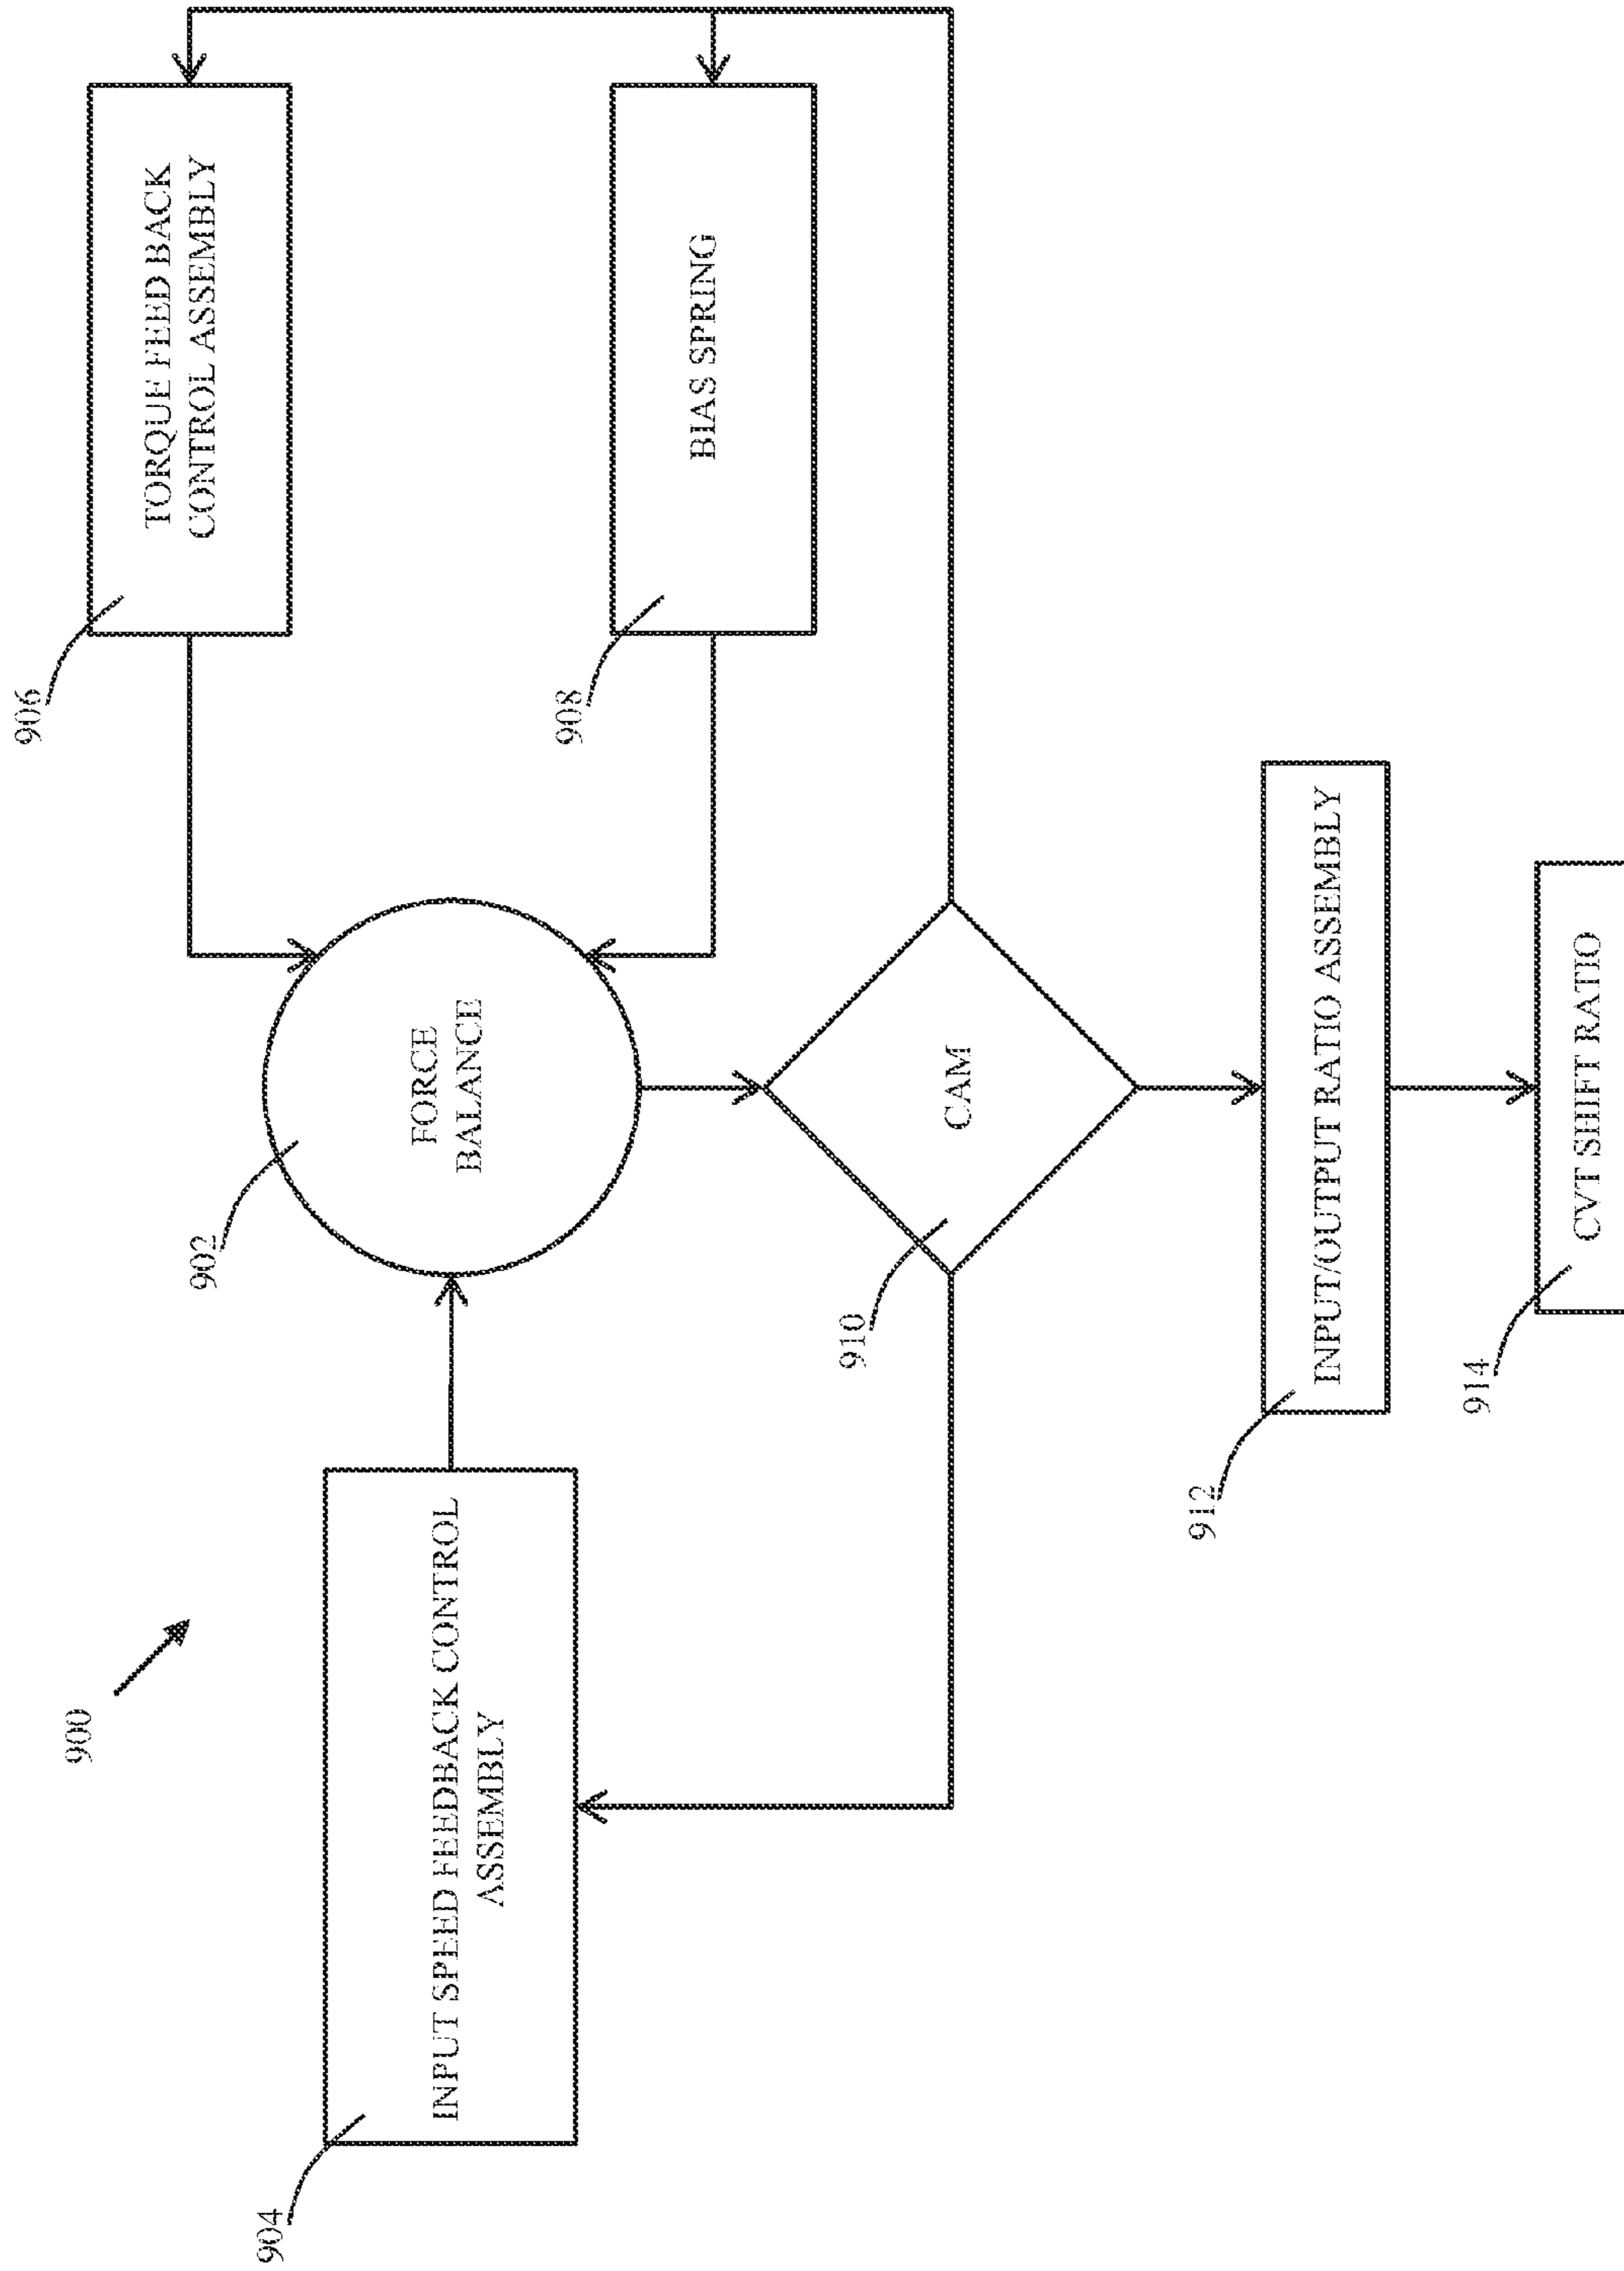 900
904
INPUT SPEED FEEDBACK CONTROL
ASSEMBLY
902
FORCE
BALANCE
906
TORQUE FEED BACK
CONTROL ASSEMBLY
908
BIAS SPRING
910
CAM
912
INPUT/OUTPUT RATIO ASSEMBLY
914
CVT SHIFT RATIO